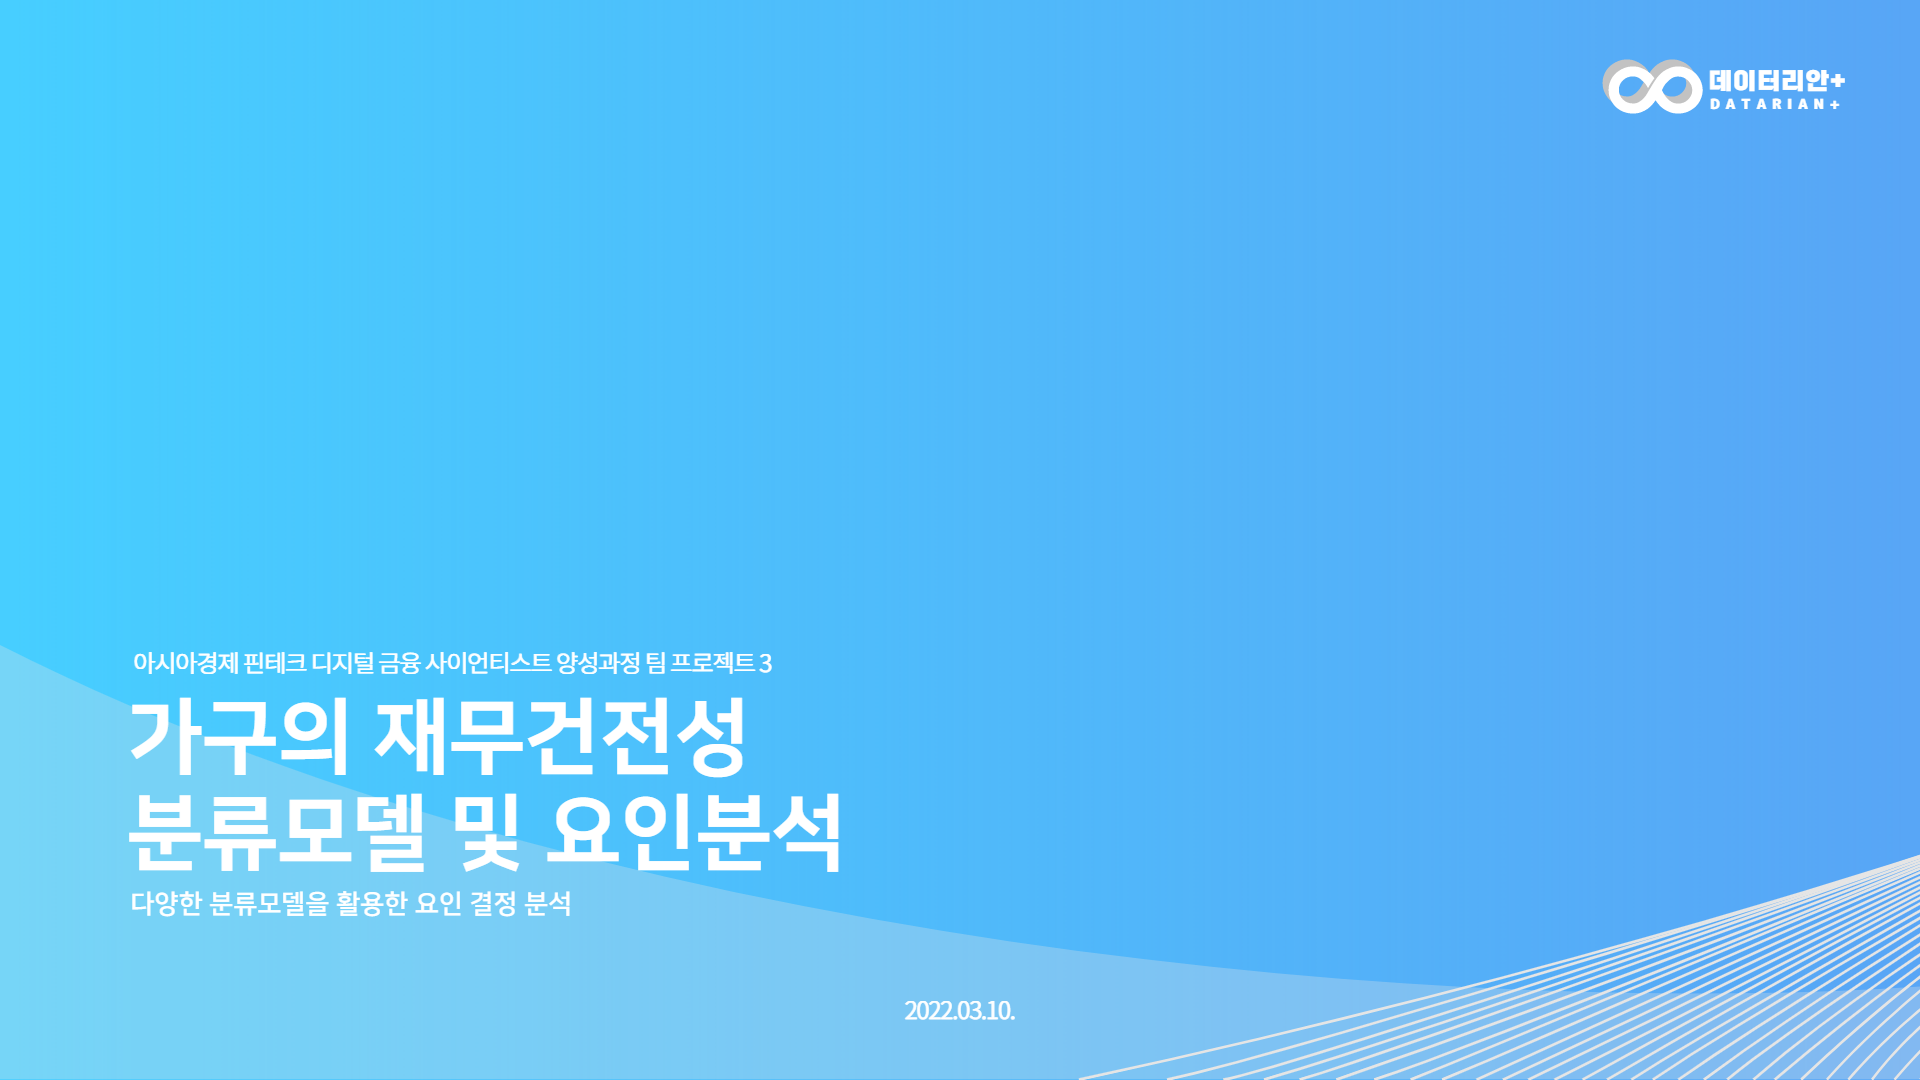 데이터리안+
DATARIAN+
아시아경제 핀테크 디지털 금융 사이언티스트 양성과정 팀 프로젝트 3
가구의 재무건전성
분류모델 및 요인분석
다양한 분류모델을 활용한 요인 결정 분석
2022.03.10.